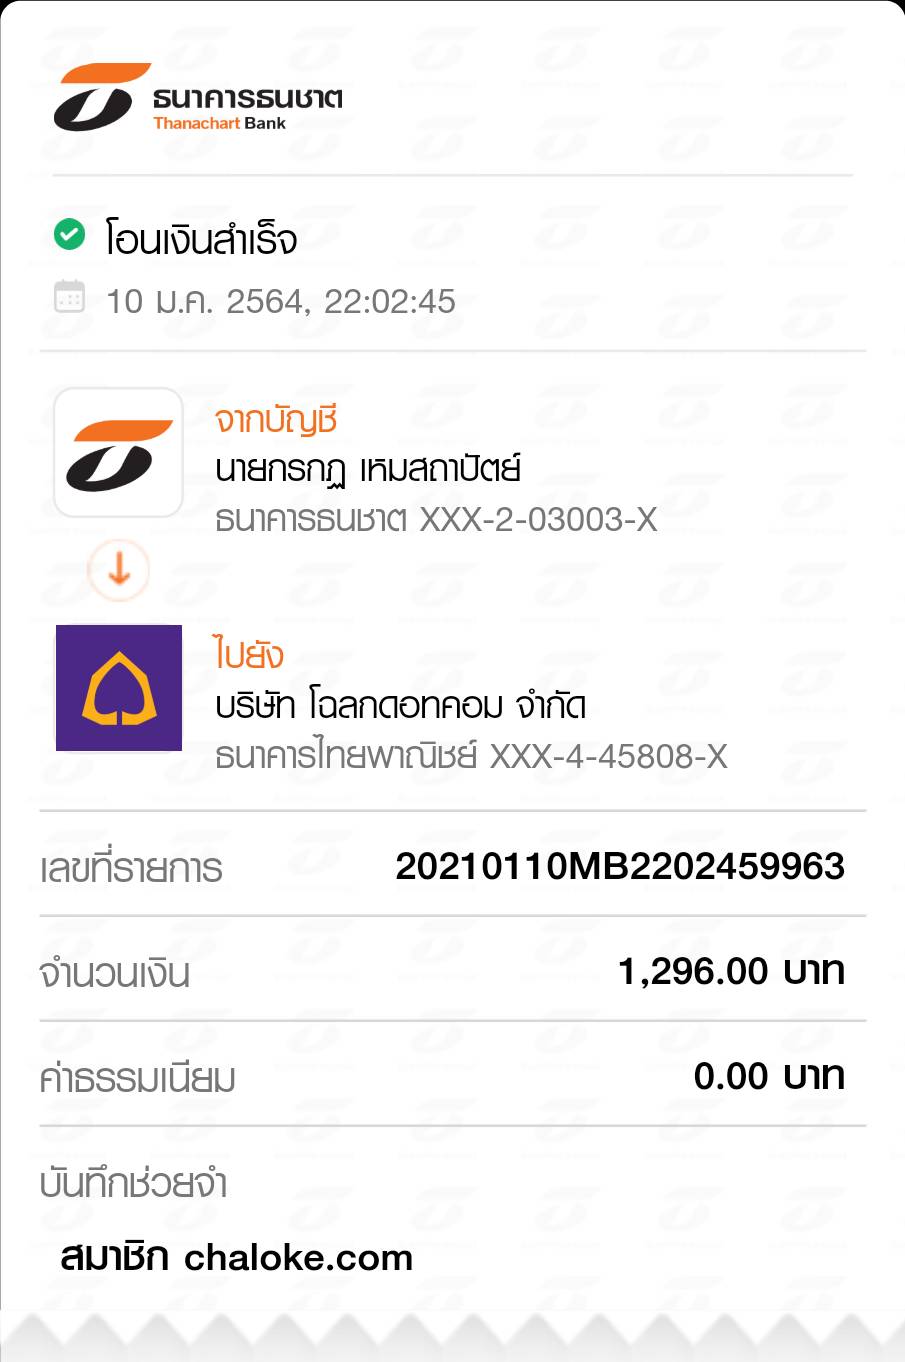 ธนาคารธนชาต
Thanachart Bank
โอนเงินสำเร็จ
10 ม.ค. 2564, 22:02:45
จากบัญชี
นายกรกฏ เหมสถาปัตย์
ธนาคารธนชาต XXX-2-03003-X
ไปยัง
บริษัท โฉลกดอทคอม จำกัด
ธนาคารไทยพาณิชย์ XXX-4-45808-X
เลขที่รายการ 20210110MB2202459963
จำนวนเงิน 1,296.00 บาท
ค่าธรรมเนียม 0.00 บาท
บันทึกช่วยจำ
สมาชิก chaloke.com